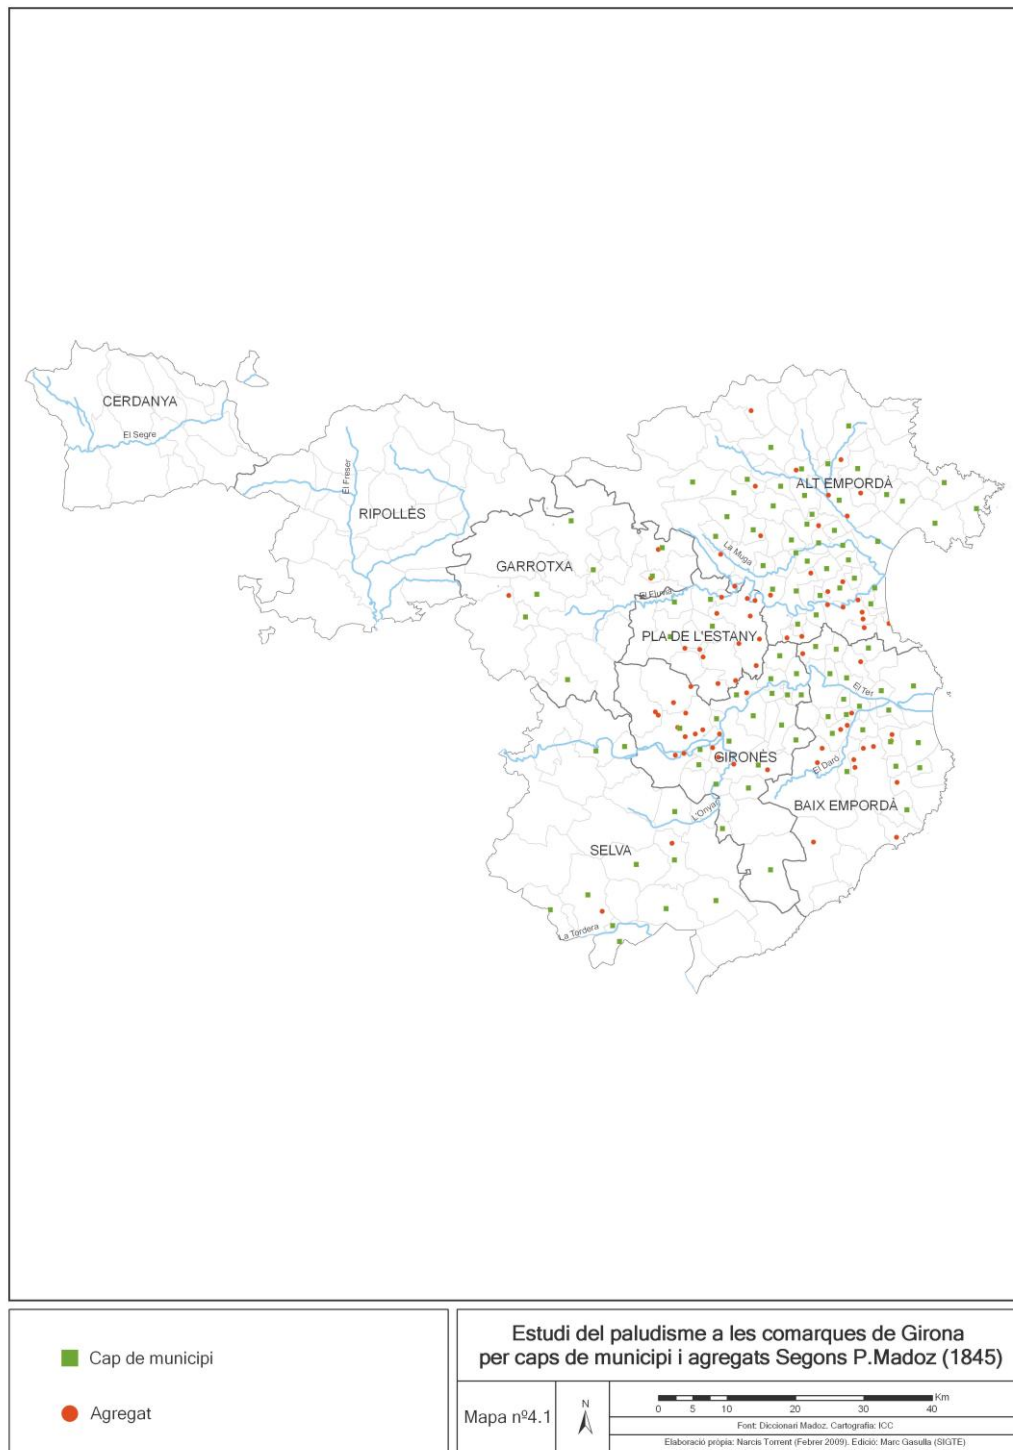 CERDANYA
El Segre
El Freser
RIPOLLÈS
GARROTXA
ALT EMPORDÀ
La Muga
El Fluvià
PLA DE L'ESTANY
El Ter
GIRONÈS
El Daró
BAIX EMPORDÀ
L'Onyar
SELVA
La Tordera
Cap de municipi
Agregat
Estudi del paludisme a les comarques de Girona
per caps de municipi i agregats Segons P.Madoz (1845)
Mapa nº4.1
N
Km
0 5 10 20 30 40
Font: Diccionari Madoz. Cartografia: ICC
Elaboració pròpia: Narcis Torrent (Febrer 2009). Edició: Marc Gasulla (SIGTE)